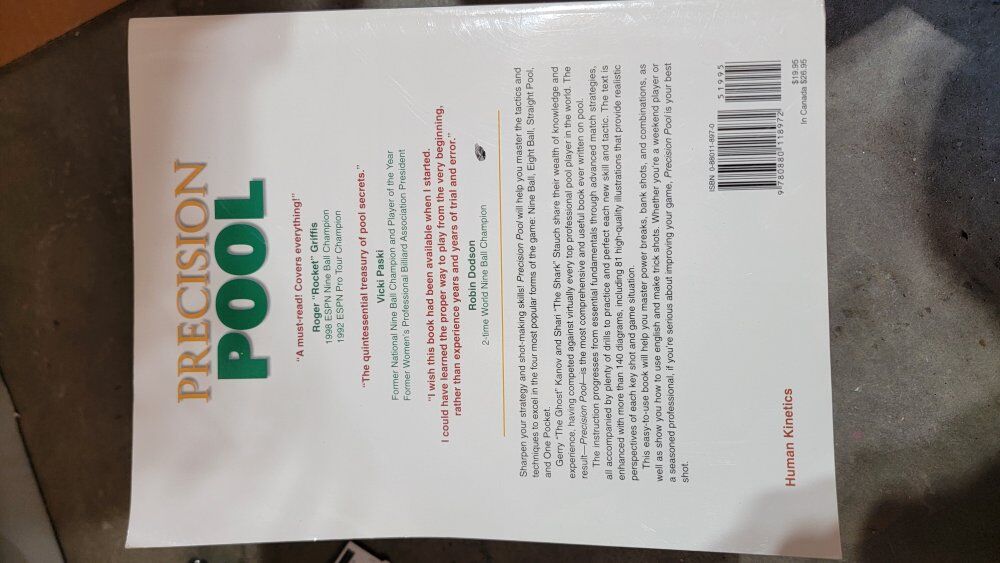 PRECISION
POOL
"A must-read! Covers everything!"
Roger "Rocket" Griffis
1998 ESPN Nine Ball Champion
1992 ESPN Pro Tour Champion
"The quintessential treasury of pool secrets."
Vicki Paski
Former National Nine Ball Champion and Player of the Year
Former Women's Professional Billiard Association President
"I wish this book had been available when I started.
I could have learned the proper way to play from the very beginning,
rather than experience years and years of trial and error."
Robin Dodson
2-time World Nine Ball Champion
Sharpen your strategy and shot-making skills! Precision Pool will help you master the tactics and
techniques to excel in the four most popular forms of the game: Nine Ball, Eight Ball, Straight Pool,
and One Pocket.
Gerry "The Ghost" Kanov and Shari "The Shark" Stauch share their wealth of knowledge and
experience, having competed against virtually every top professional pool player in the world. The
result—Precision Pool—is the most comprehensive and useful book ever written on pool.
The instruction progresses from essential fundamentals through advanced match strategies,
all accompanied by plenty of drills to practice and perfect each new skill and tactic. The text is
enhanced with more than 140 diagrams, including 81 high-quality illustrations that provide realistic
perspectives of each key shot and game situation.
This easy-to-use book will help you master power breaks, bank shots, and combinations, as
well as show you how to use english and make trick shots. Whether you're a weekend player or
a seasoned professional, if you're serious about improving your game, Precision Pool is your best
shot.
ISBN 0-88011-897-0
51995
9 780880 118972
$19.95
In Canada $26.95
Human Kinetics